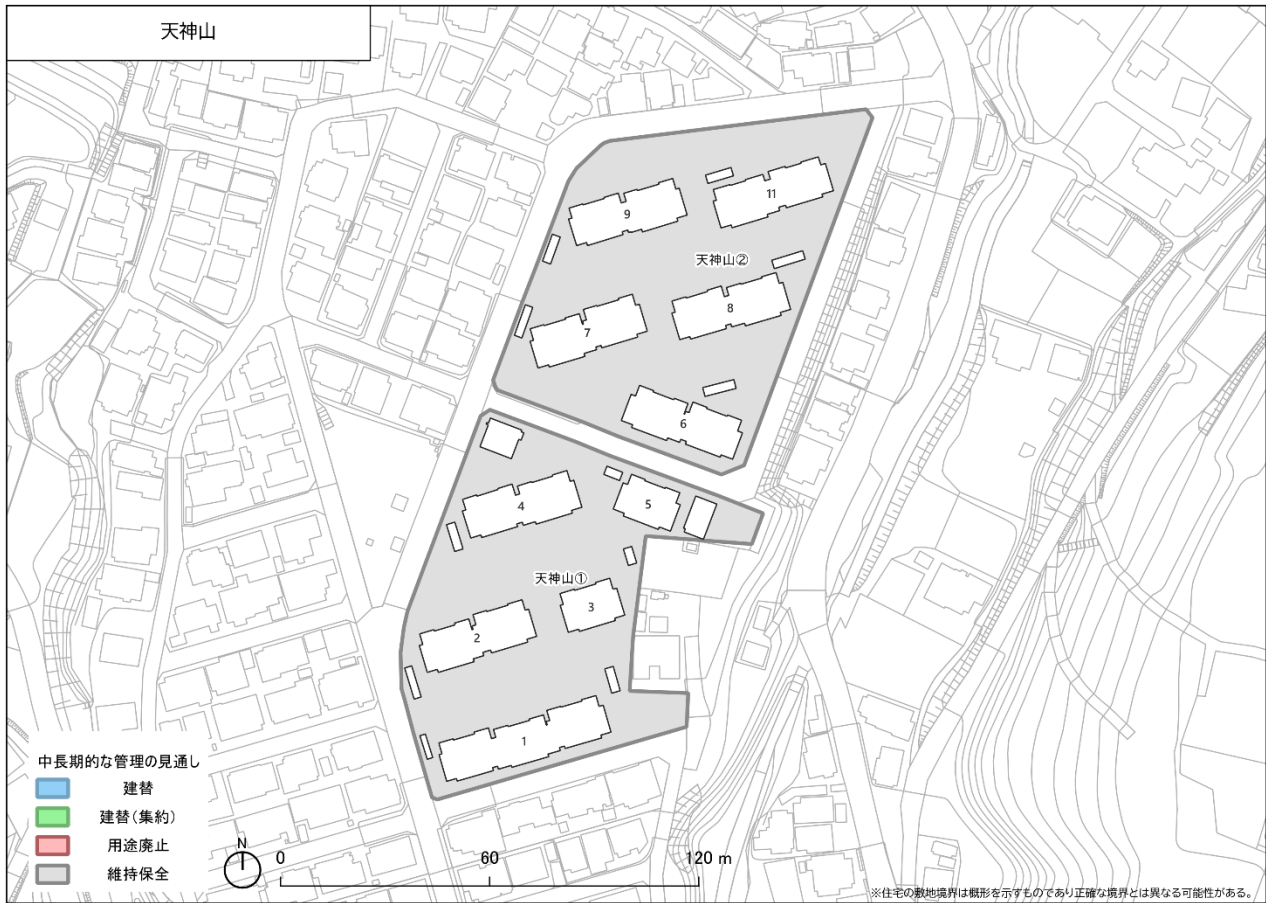 天神山
9
11
天神山②
8
7
6
4
5
天神山①
3
2
1
中長期的な管理の見通し
建替
建替(集約)
用途廃止
維持保全
N
0 60 120 m
※住宅の敷地境界は概形を示すものであり正確な境界とは異なる可能性がある。